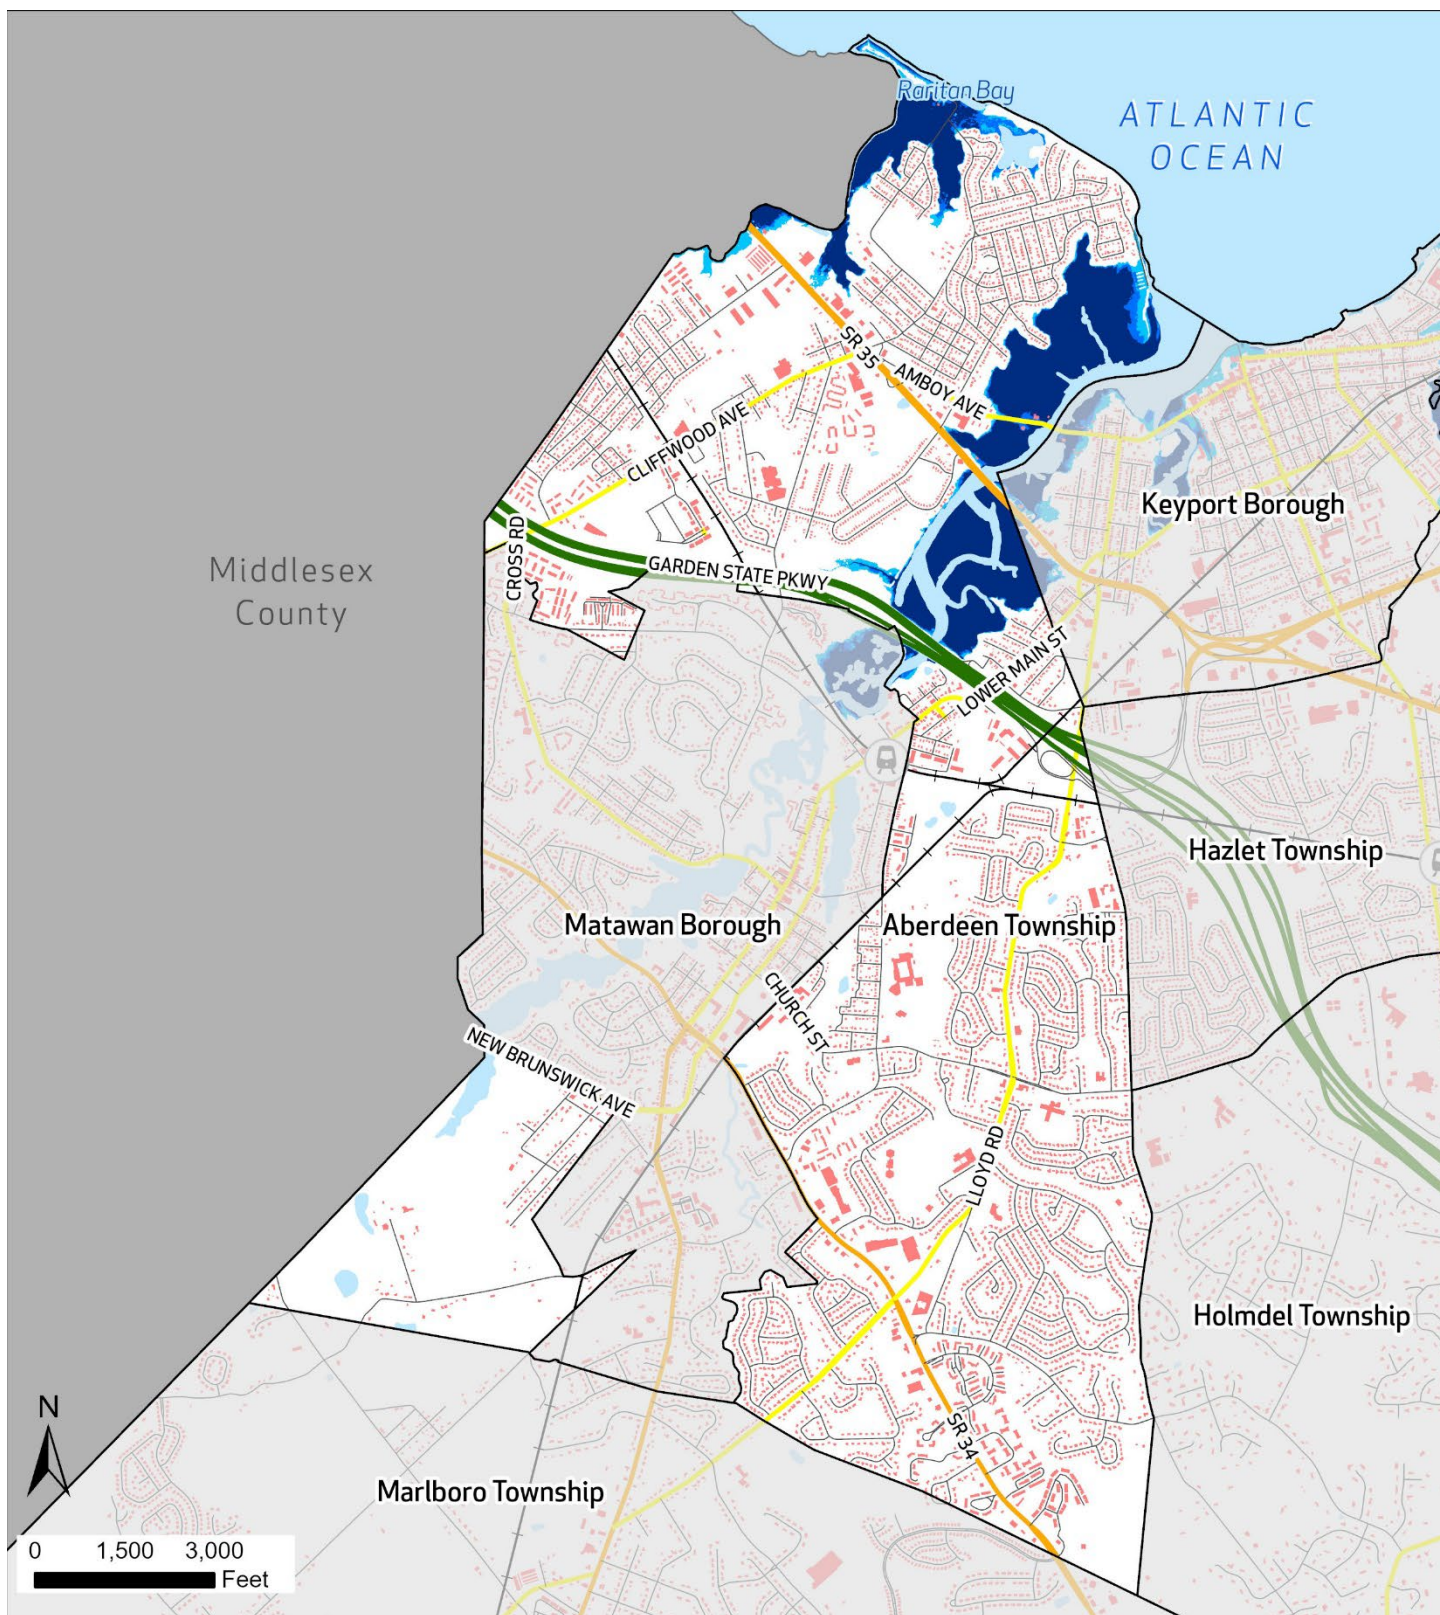 Raritan Bay
ATLANTIC
OCEAN
SR 35
AMBOY AVE
CLIFFWOOD AVE
Keyport Borough
CROSS RD
GARDEN STATE PKWY
Middlesex
County
LOWER MAIN ST
Hazlet Township
Matawan Borough
Aberdeen Township
CHURCH ST
NEW BRUNSWICK AVE
LLOYD RD
Holmdel Township
SR 34
N
Marlboro Township
0 1,500 3,000
Feet